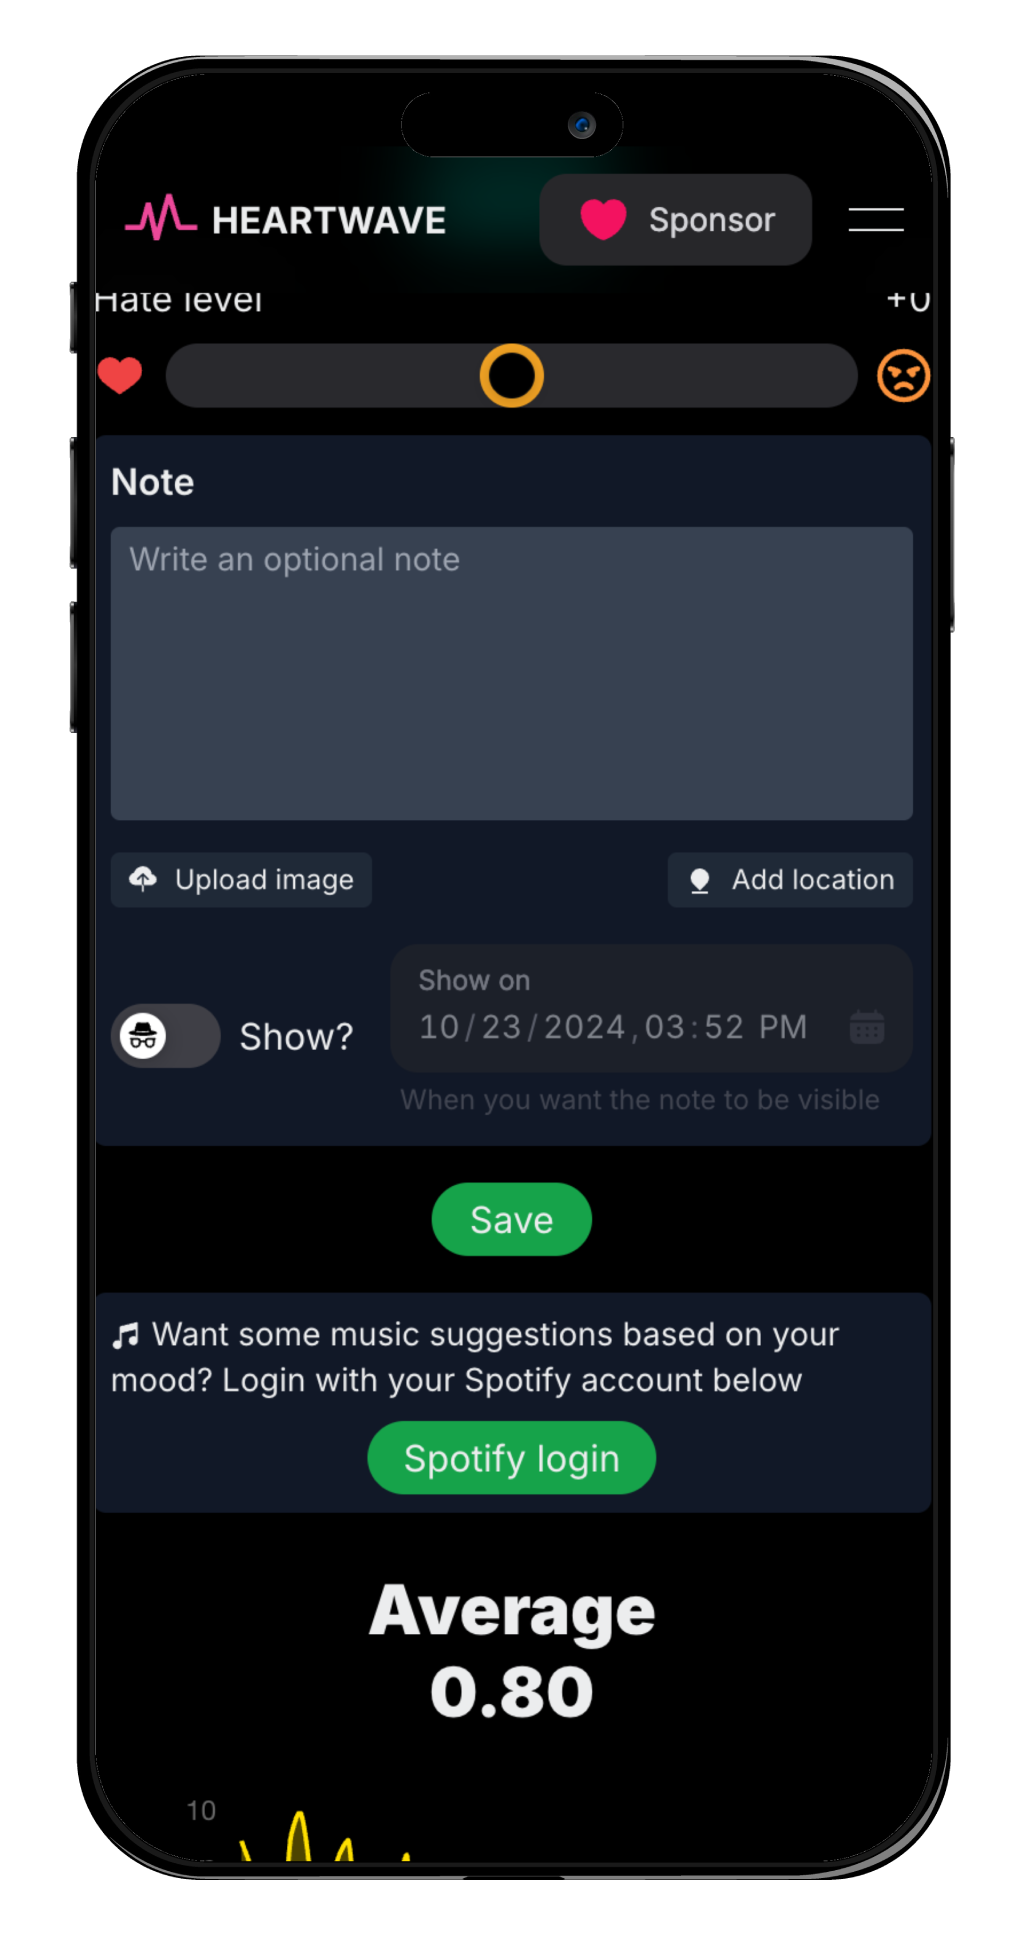 HEARTWAVE
Sponsor
Hate level +0
Note
Write an optional note
Upload image Add location
Show on
Show? 10/23/2024,03:52 PM
When you want the note to be visible
Save
Want some music suggestions based on your
mood? Login with your Spotify account below
Spotify login
Average
0.80
10